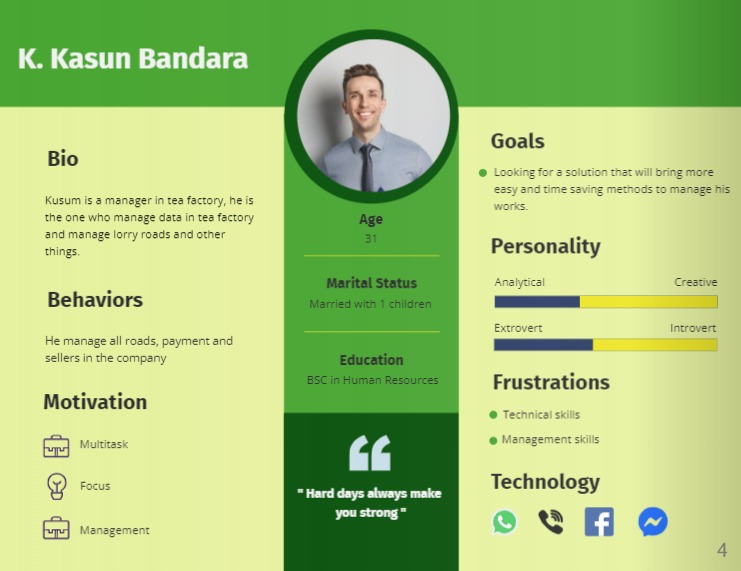 K. Kasun Bandara
Bio
Kusum is a manager in tea factory, he is
the one who manage data in tea factory
and manage lorry roads and other
things.
Behaviors
He manage all roads, payment and
sellers in the company
Motivation
Multitask
Focus
Management
Age
31
Marital Status
Married with 1 children
Education
BSC in Human Resources
“
" Hard days always make
you strong "
Goals
Looking for a solution that will bring more
easy and time saving methods to manage his
works.
Personality
Analytical Creative
Extrovert Introvert
Frustrations
Technical skills
Management skills
Technology
4